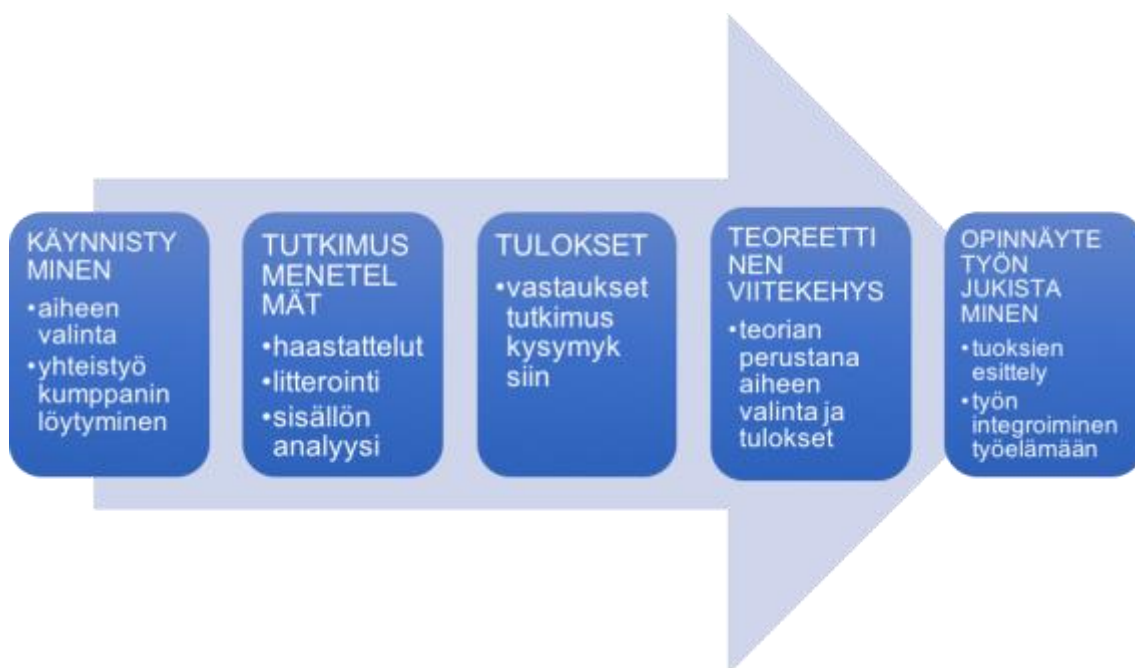 KÄYNNISTY
MINEN
•aiheen
valinta
•yhteistyö
kumppanin
löytyminen
TUTKIMUS
MENETEL
MÄT
•haastattelut
•litterointi
•sisällön
analyysi
TULOKSET
•vastaukset
tutkimus
kysymyk
siin
TEOREETTI
NEN
VIITEKEHYS
•teorian
perustana
aiheen
valinta ja
tulokset
OPINNÄYTE
TYÖN
JUKISTA
MINEN
•tuoksien
esittely
•työn
integroiminen
työelämään